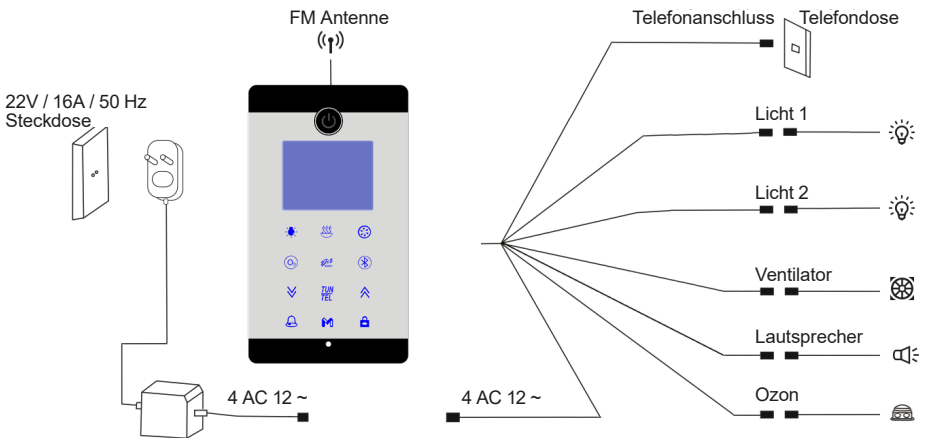 FM Antenne
Telefonanschluss Telefondose
22V / 16A / 50 Hz
Steckdose
Licht 1
Licht 2
O₃
TUN
TEL
Ventilator
Lautsprecher
4 AC 12 ~
4 AC 12 ~
Ozon